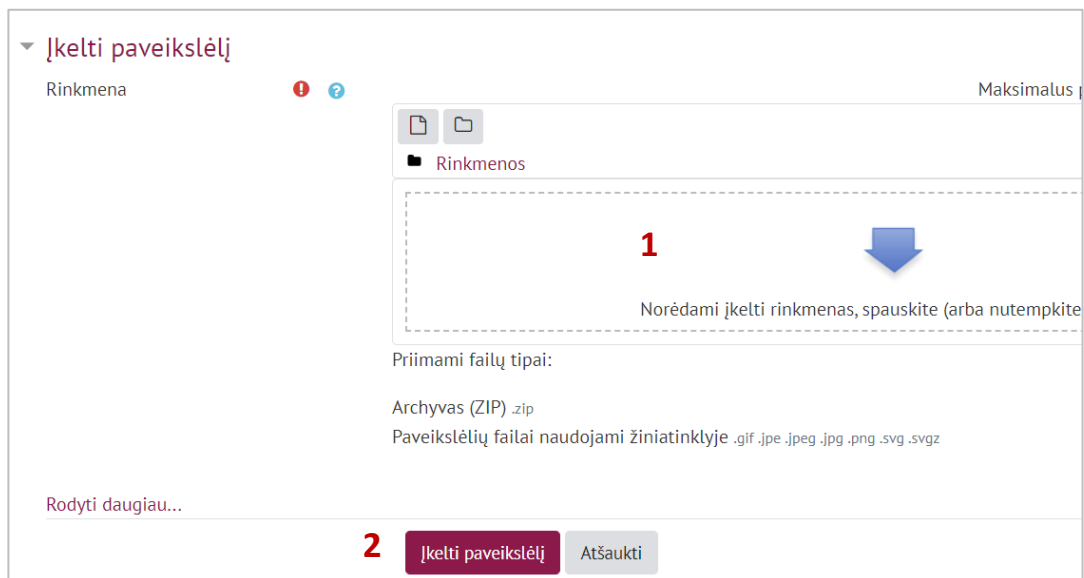 Įkelti paveikslėlį
Rinkmena
Maksimalus
Rinkmenos
1
Norėdami įkelti rinkmenas, spauskite (arba nutempkite
Priimami failų tipai:
Archyvas (ZIP) .zip
Paveikslėlių failai naudojami žiniatinklyje .gif .jpe .jpeg .jpg .png .svg .svgz
Rodyti daugiau...
2 Įkelti paveikslėlį Atšaukti